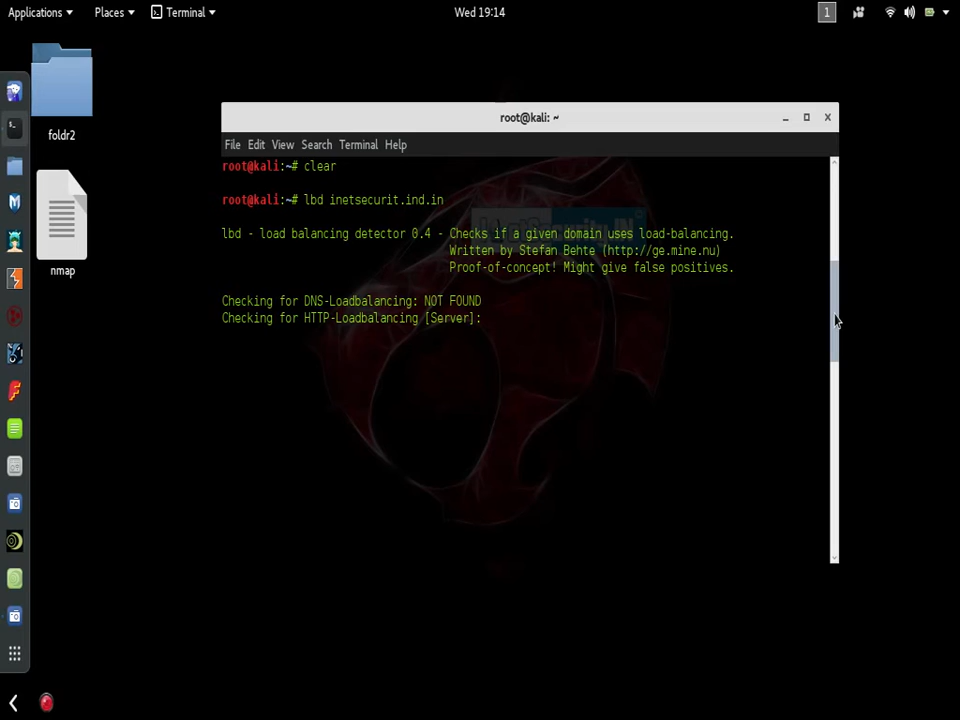 Applications Places Terminal Wed 19:14 1
foldr2
nmap
root@kali: ~
File Edit View Search Terminal Help
root@kali:~# clear
root@kali:~# lbd inetsecurit.ind.in
lbd - load balancing detector 0.4 - Checks if a given domain uses load-balancing.
Written by Stefan Behte (http://ge.mine.nu)
Proof-of-concept! Might give false positives.
Checking for DNS-Loadbalancing: NOT FOUND
Checking for HTTP-Loadbalancing [Server]: